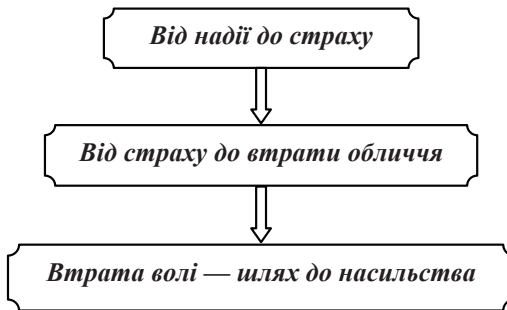 Від надії до страху
Від страху до втрати обличчя
Втрата волі — шлях до насильства